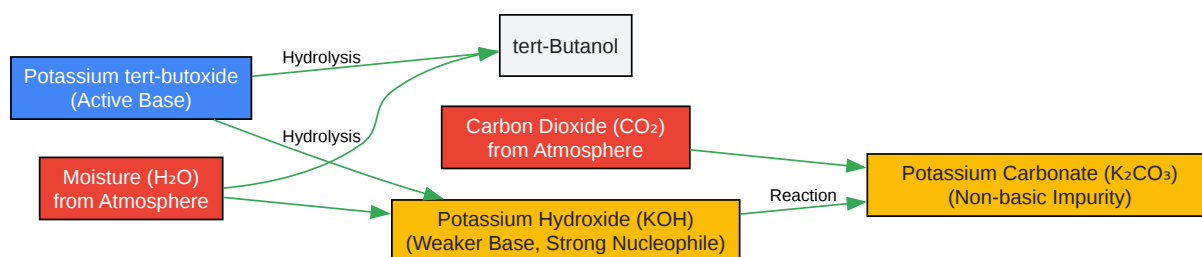 Potassium tert-butoxide
(Active Base)
Hydrolysis
tert-Butanol
Hydrolysis
Moisture (H₂O)
from Atmosphere
Carbon Dioxide (CO₂)
from Atmosphere
Potassium Hydroxide (KOH)
(Weaker Base, Strong Nucleophile)
Reaction
Potassium Carbonate (K₂CO₃)
(Non-basic Impurity)